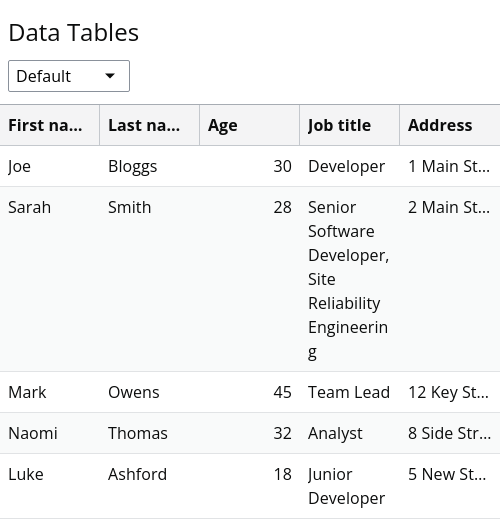 Data Tables
Default
First na... Last na... Age Job title Address
Joe Bloggs 30 Developer 1 Main St...
Sarah Smith 28 Senior 2 Main St...
Software
Developer,
Site
Reliability
Engineerin
g
Mark Owens 45 Team Lead 12 Key St...
Naomi Thomas 32 Analyst 8 Side Str...
Luke Ashford 18 Junior 5 New St...
Developer